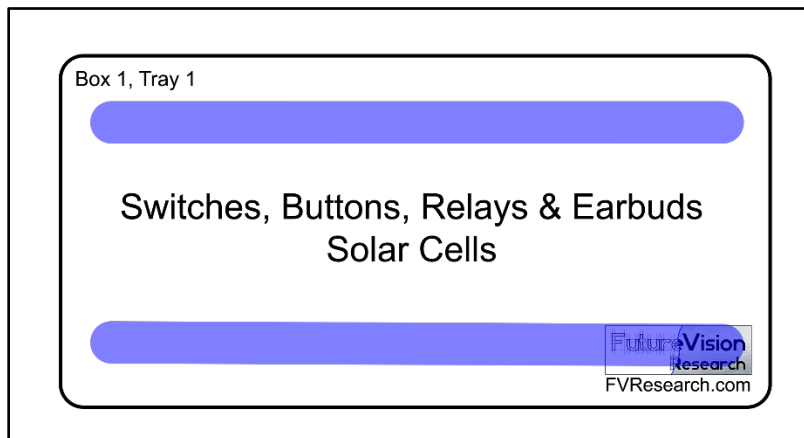 Box 1, Tray 1
Switches, Buttons, Relays & Earbuds
Solar Cells
FutureVision
Research
FVResearch.com